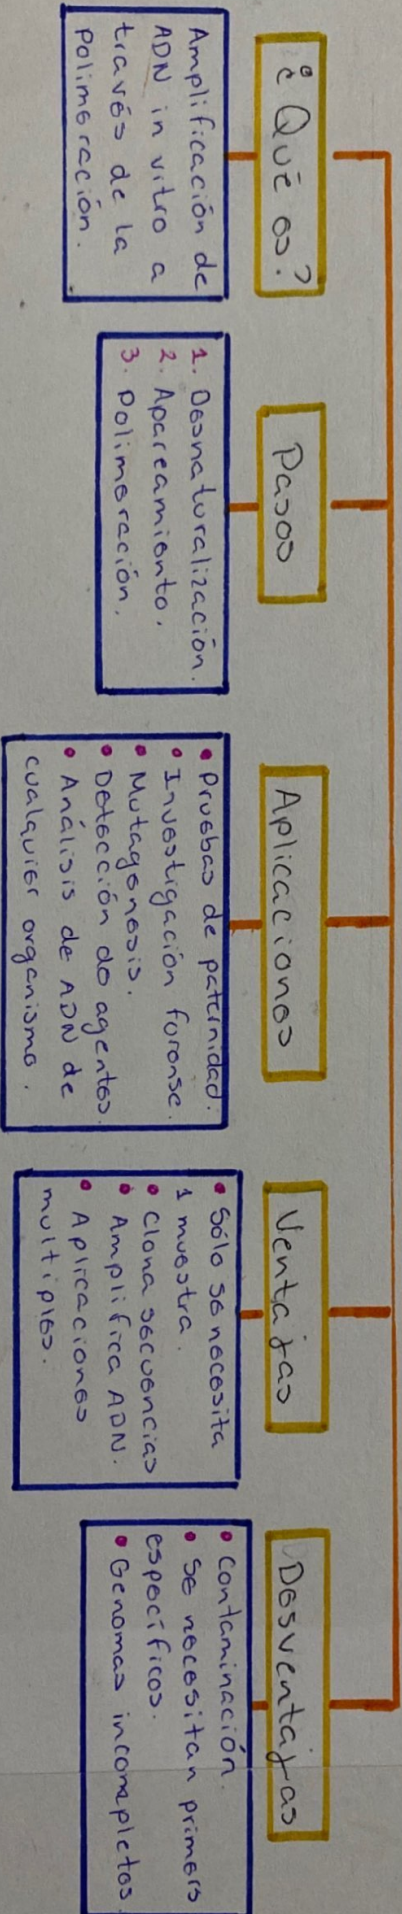 ¿Qué es?
Amplificación de
ADN in vitro a
través de la
polimeración.
Pasos
1. Desnaturalización.
2. Apareamiento.
3. Polimeración.
Aplicaciones
• Pruebas de paternidad.
• Investigación forense.
• Mutagenesis.
• Detección de agentes.
• Análisis de ADN de
cualquier organismo.
Ventajas
• Sólo se necesita
1 muestra.
• Clona secuencias
• Amplifica ADN.
• Aplicaciones
multiples.
Desventajas
• Contaminación.
• Se necesitan primers
específicos.
• Genomas incompletos.